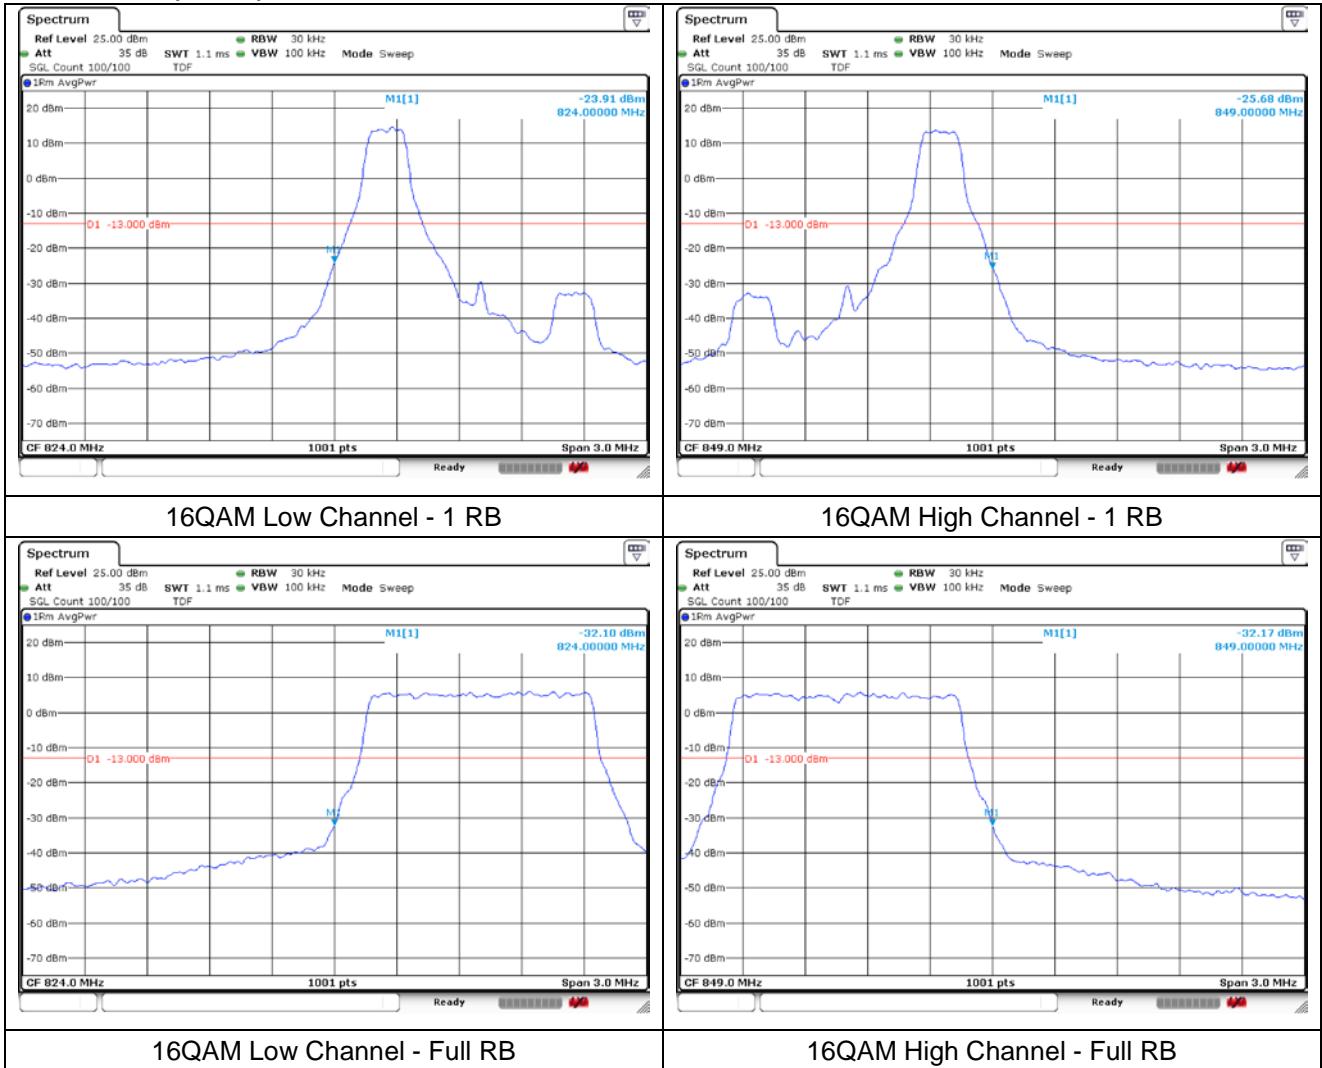 Spectrum
Ref Level 25.00 dBm RBW 30 kHz
Att 35 dB SWT 1.1 ms VBW 100 kHz Mode Sweep
SGL Count 100/100 TDF
1Rm AvgPwr
M1[1] -23.91 dBm
824.00000 MHz
20 dBm
10 dBm
0 dBm
-10 dBm
D1 -13.000 dBm
-20 dBm
M1
-30 dBm
-40 dBm
-50 dBm
-60 dBm
-70 dBm
CF 824.0 MHz 1001 pts Span 3.0 MHz
Ready
16QAM Low Channel - 1 RB
Spectrum
Ref Level 25.00 dBm RBW 30 kHz
Att 35 dB SWT 1.1 ms VBW 100 kHz Mode Sweep
SGL Count 100/100 TDF
1Rm AvgPwr
M1[1] -25.68 dBm
849.00000 MHz
20 dBm
10 dBm
0 dBm
-10 dBm
D1 -13.000 dBm
-20 dBm
M1
-30 dBm
-40 dBm
-50 dBm
-60 dBm
-70 dBm
CF 849.0 MHz 1001 pts Span 3.0 MHz
Ready
16QAM High Channel - 1 RB
Spectrum
Ref Level 25.00 dBm RBW 30 kHz
Att 35 dB SWT 1.1 ms VBW 100 kHz Mode Sweep
SGL Count 100/100 TDF
1Rm AvgPwr
M1[1] -32.10 dBm
824.00000 MHz
20 dBm
10 dBm
0 dBm
-10 dBm
D1 -13.000 dBm
-20 dBm
-30 dBm
M1
-40 dBm
-50 dBm
-60 dBm
-70 dBm
CF 824.0 MHz 1001 pts Span 3.0 MHz
Ready
16QAM Low Channel - Full RB
Spectrum
Ref Level 25.00 dBm RBW 30 kHz
Att 35 dB SWT 1.1 ms VBW 100 kHz Mode Sweep
SGL Count 100/100 TDF
1Rm AvgPwr
M1[1] -32.17 dBm
849.00000 MHz
20 dBm
10 dBm
0 dBm
-10 dBm
D1 -13.000 dBm
-20 dBm
-30 dBm
M1
-40 dBm
-50 dBm
-60 dBm
-70 dBm
CF 849.0 MHz 1001 pts Span 3.0 MHz
Ready
16QAM High Channel - Full RB